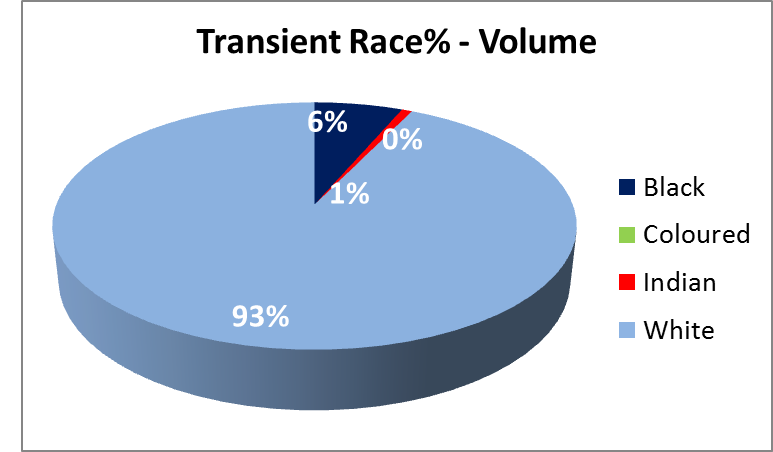 Transient Race% - Volume
6%
0%
1%
93%
Black
Coloured
Indian
White